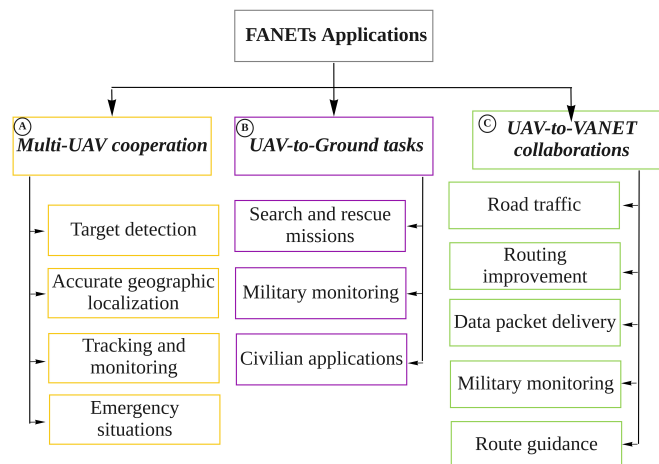 FANETs Applications
A
Multi-UAV cooperation
Target detection
Accurate geographic
localization
Tracking and
monitoring
Emergency
situations
B
UAV-to-Ground tasks
Search and rescue
missions
Military monitoring
Civilian applications
C
UAV-to-VANET
collaborations
Road traffic
Routing
improvement
Data packet delivery
Military monitoring
Route guidance